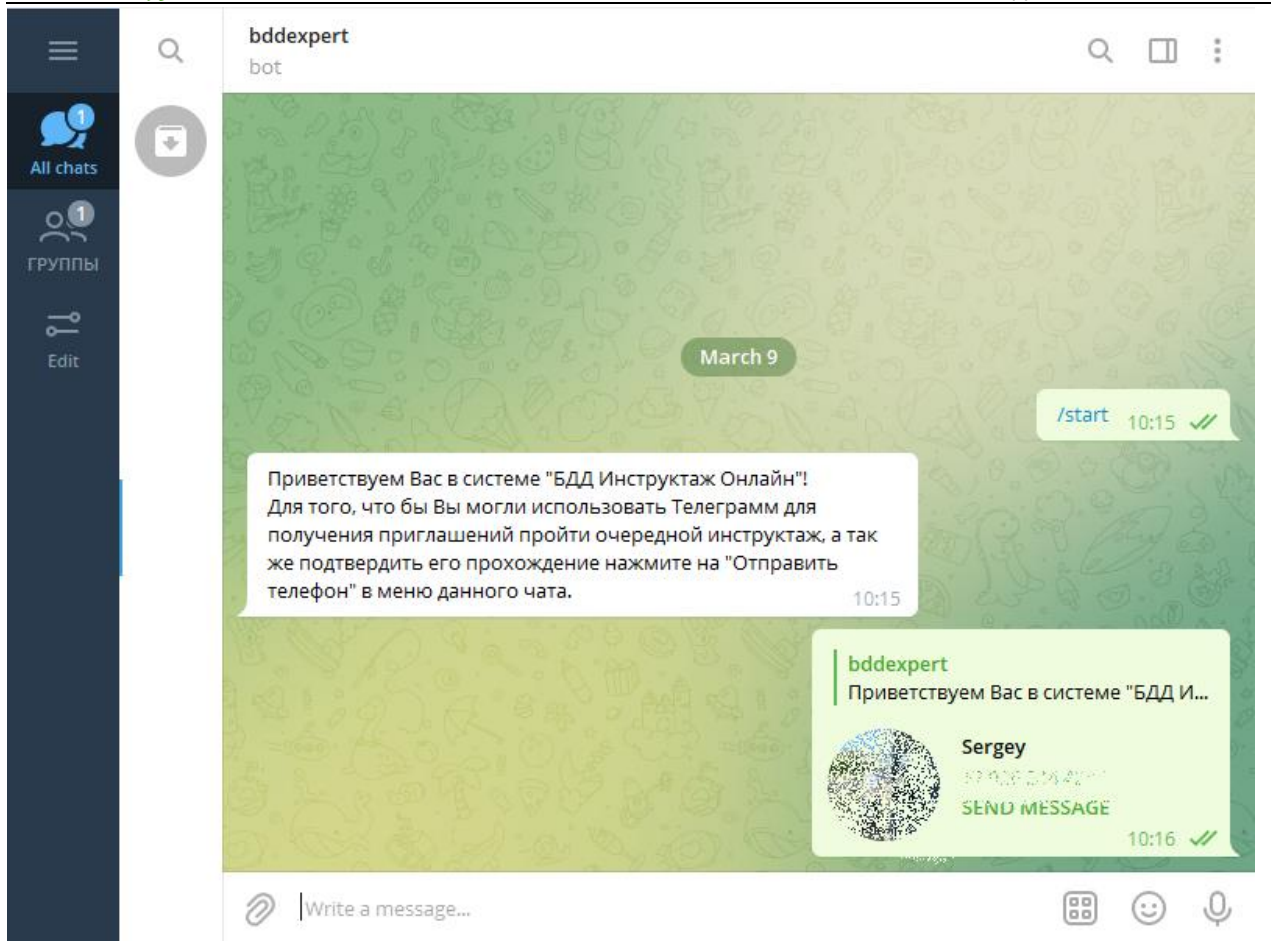 bddexpert
bot
1
All chats
1
ГРУППЫ
Edit
March 9
/start 10:15
Приветствуем Вас в системе "БДД Инструктаж Онлайн"!
Для того, что бы Вы могли использовать Телеграмм для
получения приглашений пройти очередной инструктаж, а так
же подтвердить его прохождение нажмите на "Отправить
телефон" в меню данного чата.
10:15
bddexpert
Приветствуем Вас в системе "БДД И...
Sergey
SEND MESSAGE
10:16
Write a message...